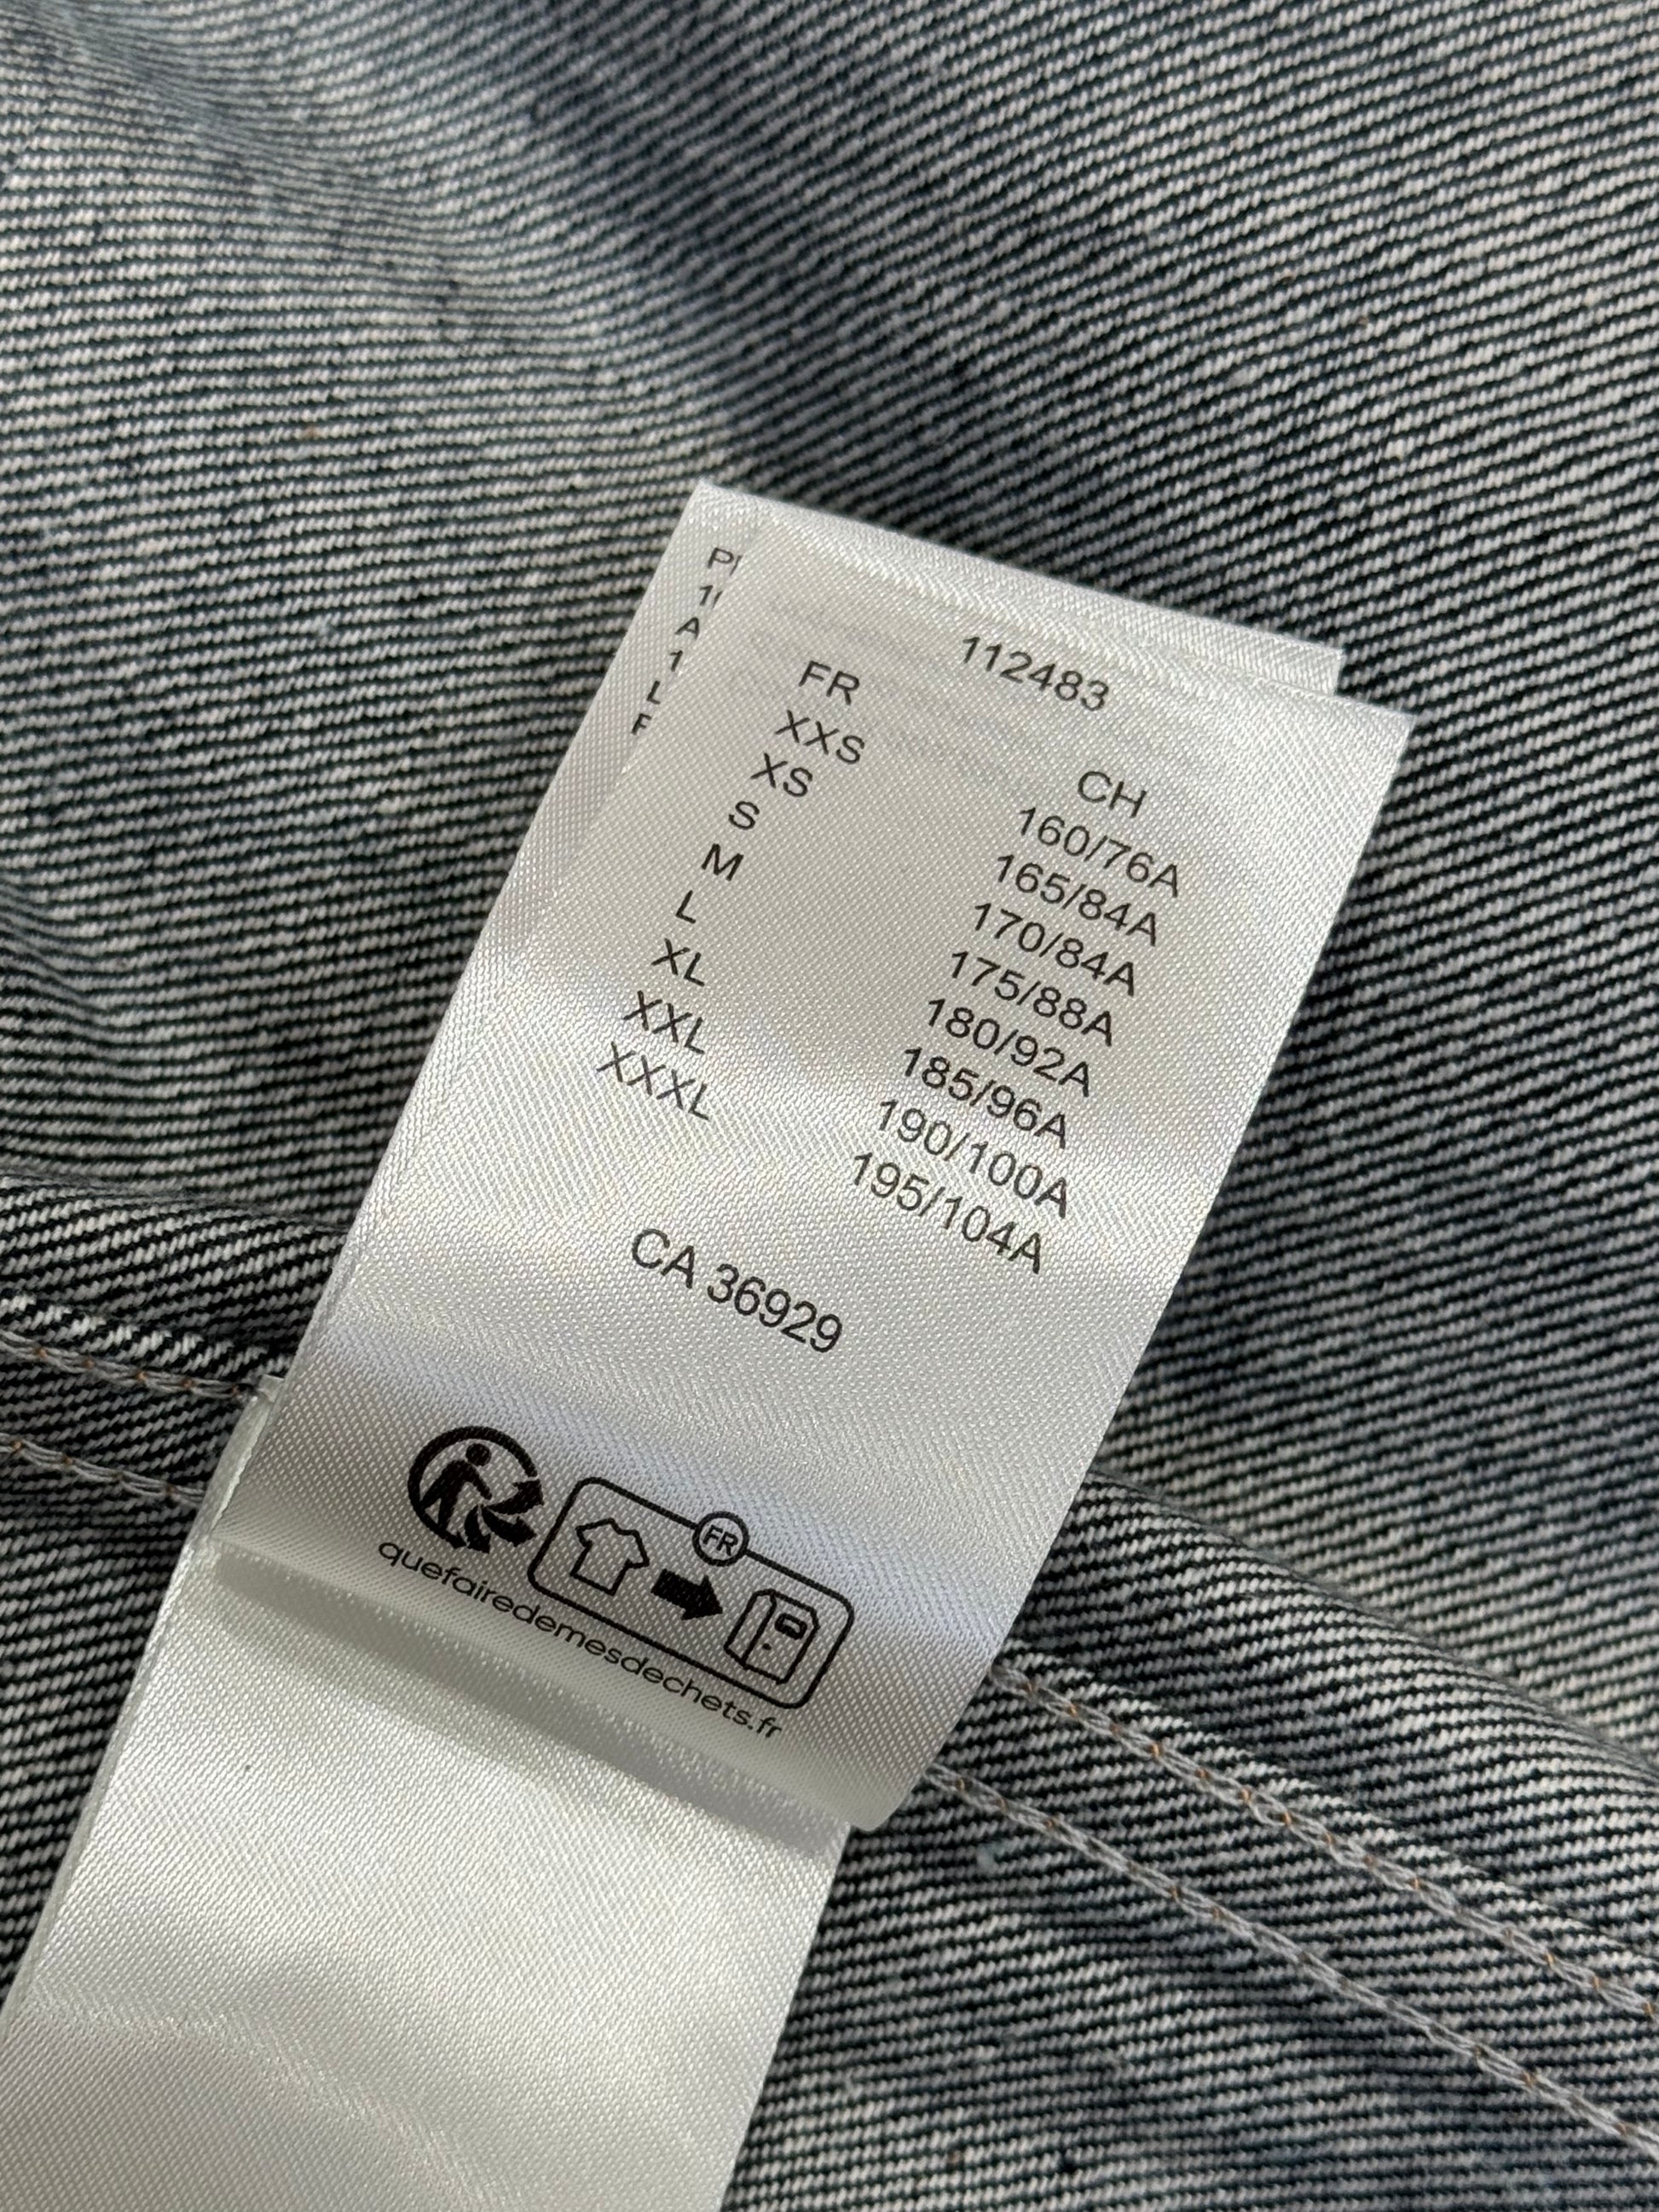 112483
FR CH
XXS 160/76A
XS 165/84A
S 170/84A
M 175/88A
L 180/92A
XL 185/96A
XXL 190/100A
XXXL 195/104A
CA 36929
FR
quefairedemesdechets.fr